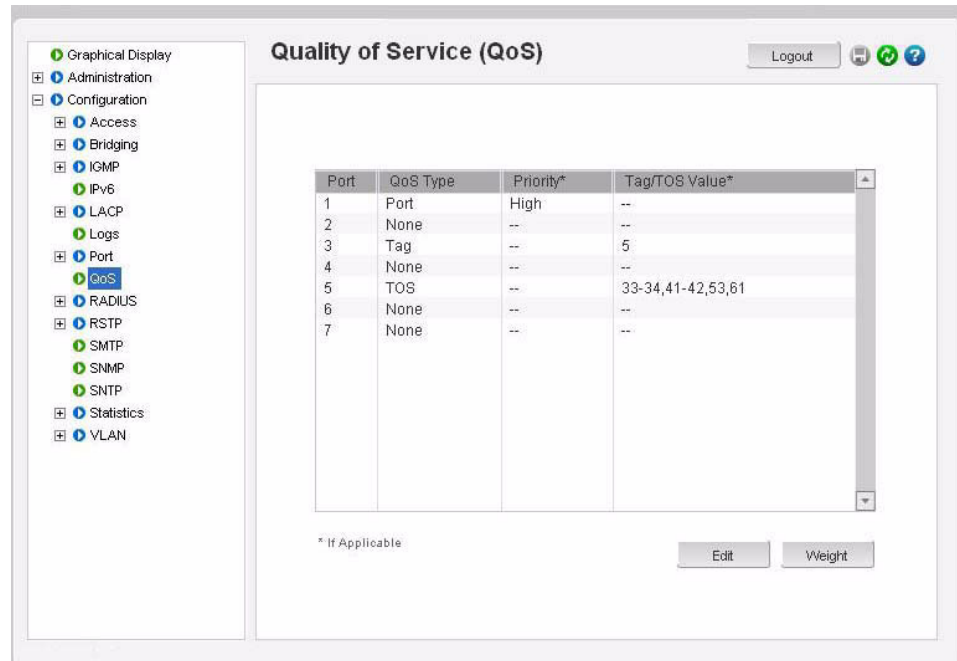 Quality of Service (QoS)
Logout
Graphical Display
Administration
Configuration
Access
Bridging
IGMP
IPv6
LACP
Logs
Port
QoS
RADIUS
RSTP
SMTP
SNMP
SNTP
Statistics
VLAN
Port QoS Type Priority* Tag/TOS Value*
1 Port High --
2 None -- --
3 Tag -- 5
4 None -- --
5 TOS -- 33-34,41-42,53,61
6 None -- --
7 None -- --
* If Applicable
Edit Weight